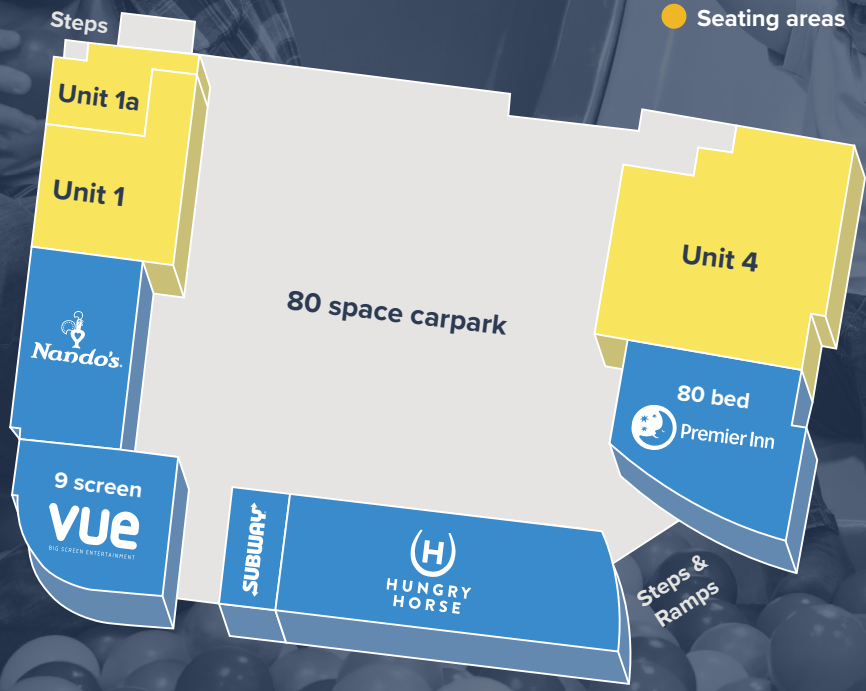 Steps
Seating areas
Unit 1a
Unit 1
Unit 4
80 space carpark
Nando's.
80 bed
Premier Inn
9 screen
VUE
BIG SCREEN ENTERTAINMENT
SUBWAY
H
HUNGRY
HORSE
Steps &
Ramps